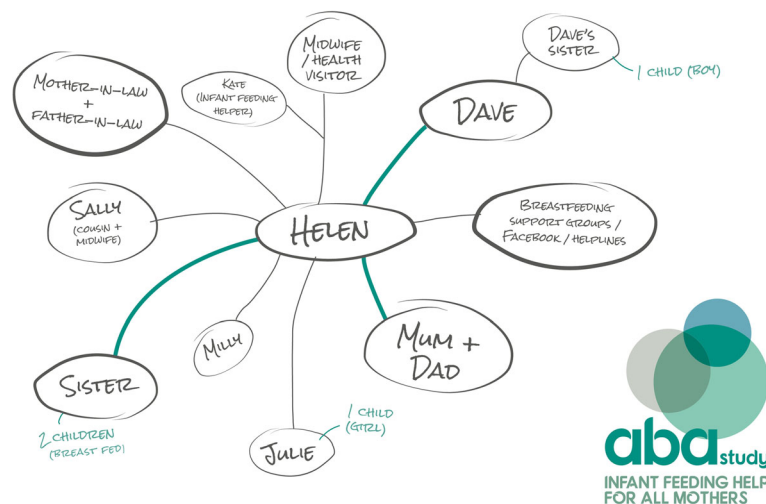 MIDWIFE
/ HEALTH
VISITOR
DAVE'S
SISTER
1 CHILD (BOY)
MOTHER-IN-LAW
+
FATHER-IN-LAW
KATE
(INFANT FEEDING
HELPER)
DAVE
SALLY
(COUSIN +
MIDWIFE)
HELEN
BREASTFEEDING
SUPPORT GROUPS /
FACEBOOK / HELPLINES
MILLY
MUM +
DAD
SISTER
2 CHILDREN
(BREAST FED)
1 CHILD
(GIRL)
JULIE
aba study
INFANT FEEDING HELP
FOR ALL MOTHERS